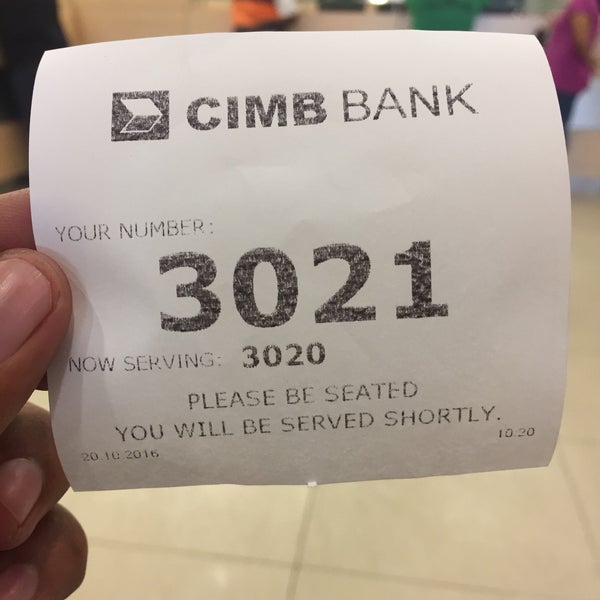 CIMB BANK
YOUR NUMBER:
3021
NOW SERVING: 3020
PLEASE BE SEATED
YOU WILL BE SERVED SHORTLY.
20.10.2016 10:20